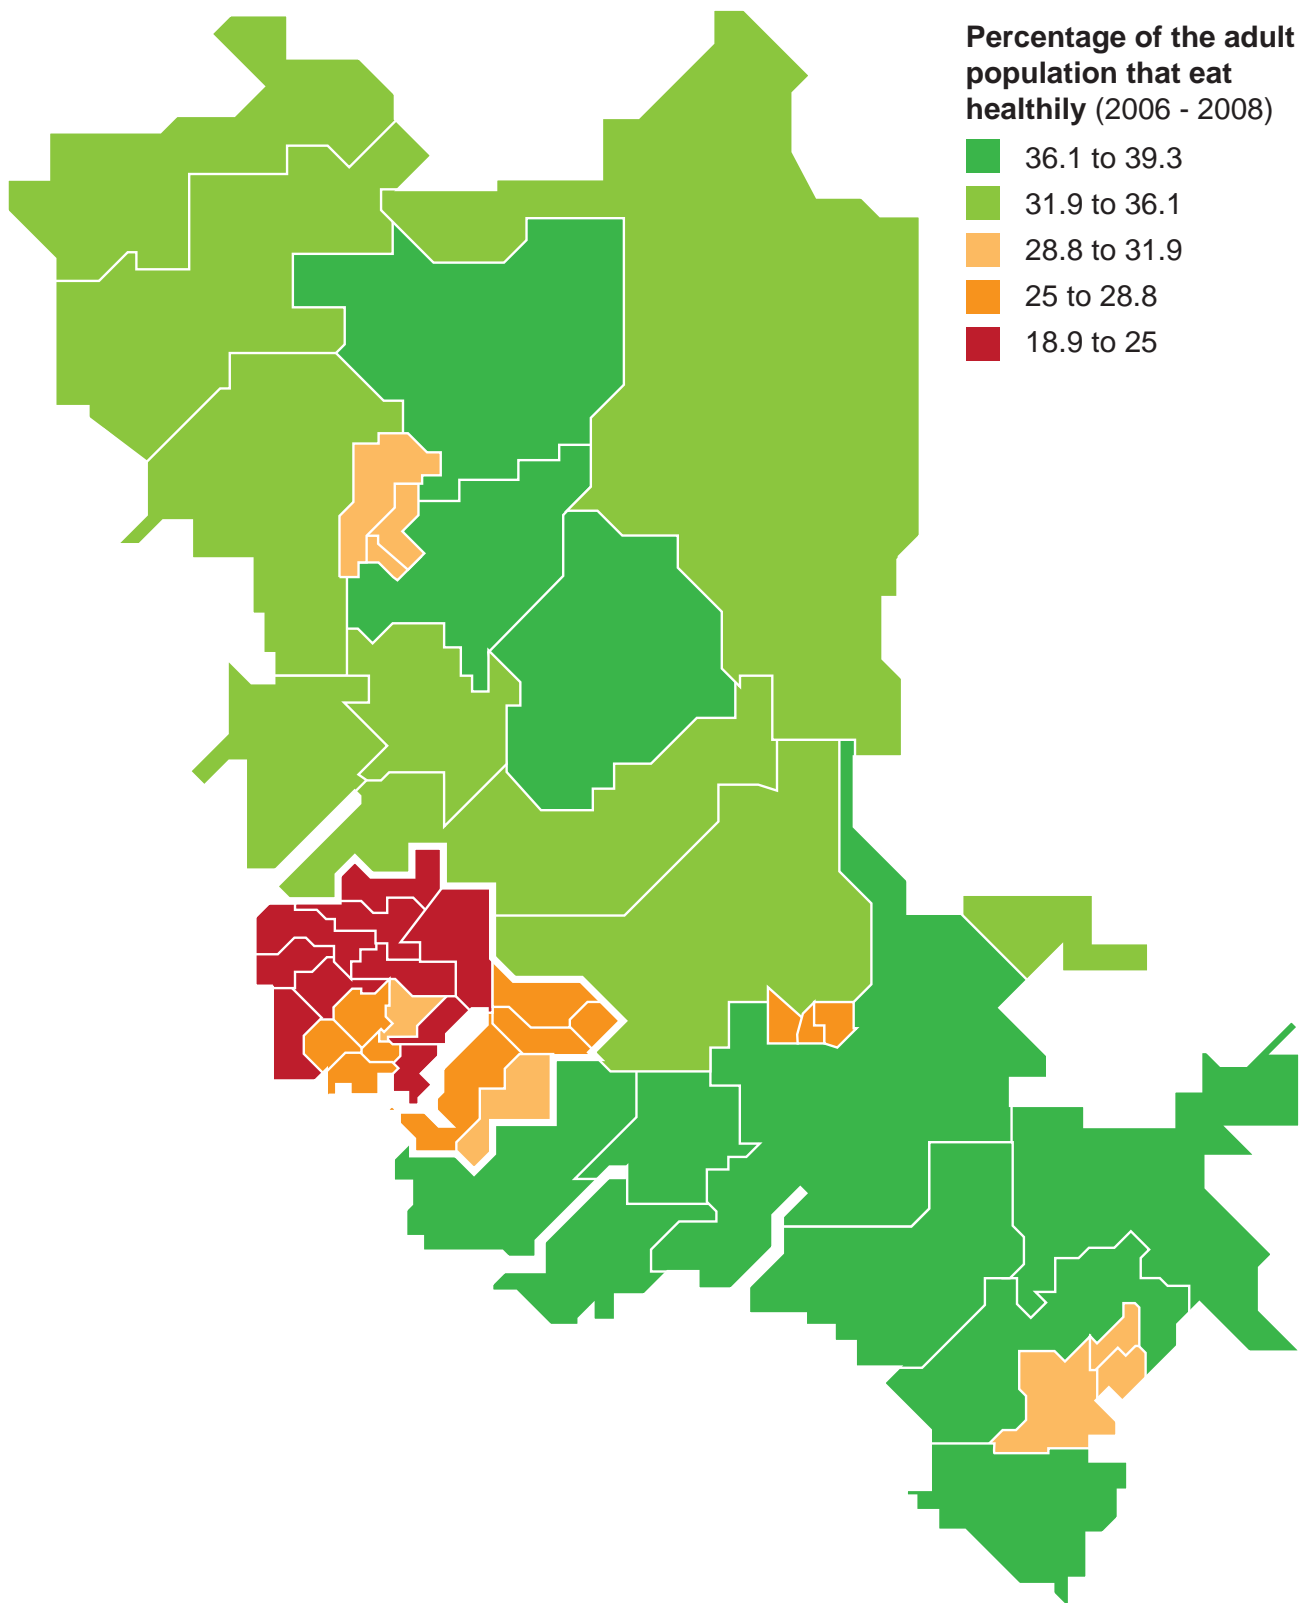 Percentage of the adult
population that eat
healthily (2006 - 2008)
36.1 to 39.3
31.9 to 36.1
28.8 to 31.9
25 to 28.8
18.9 to 25